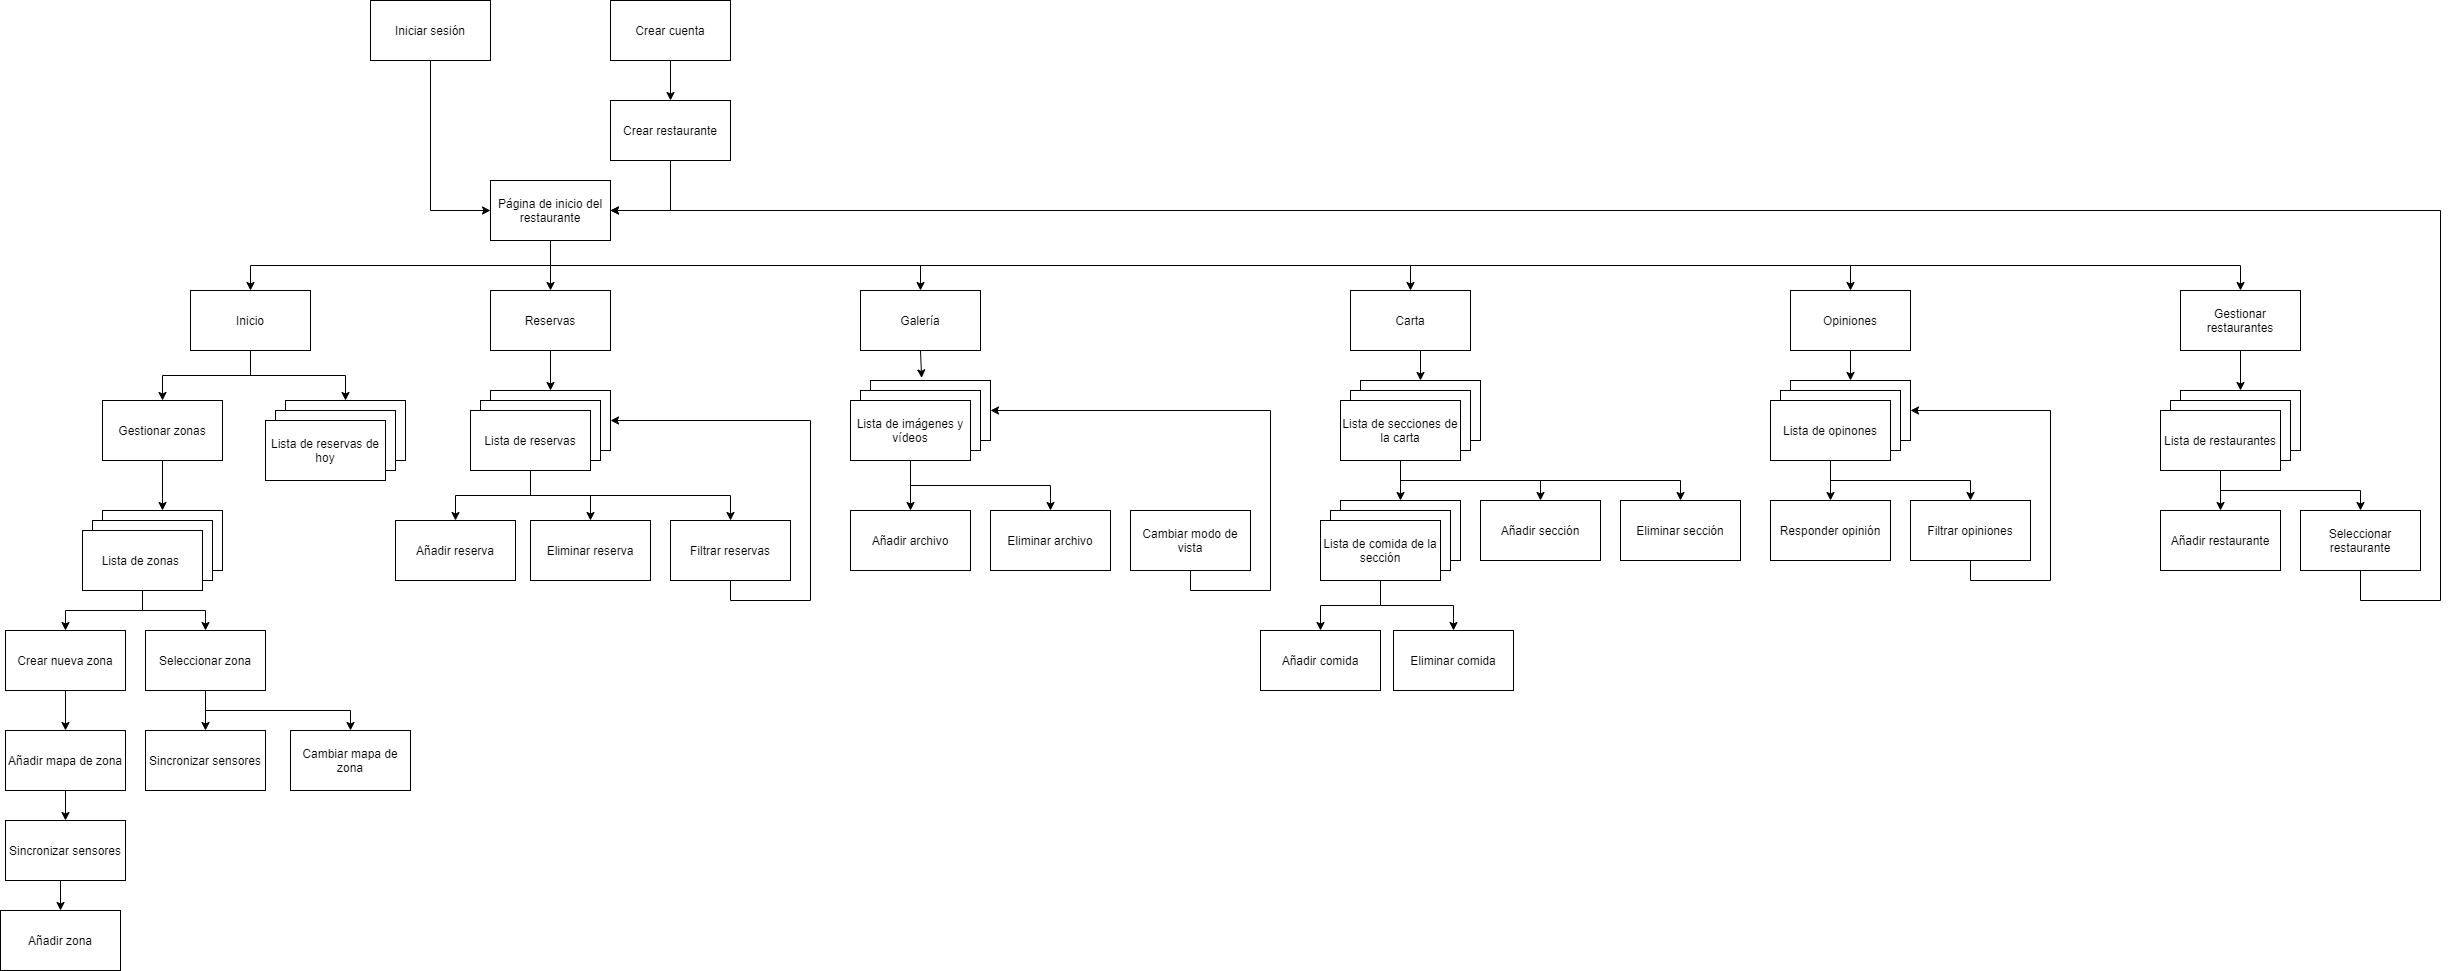 Iniciar sesión
Crear cuenta
Crear restaurante
Página de inicio del
restaurante
Inicio
Reservas
Galería
Carta
Opiniones
Gestionar
restaurantes
Gestionar zonas
Lista de reservas de
hoy
Lista de reservas
Lista de imágenes y
vídeos
Lista de secciones de
la carta
Lista de opinones
Lista de restaurantes
Lista de zonas
Añadir reserva
Eliminar reserva
Filtrar reservas
Añadir archivo
Eliminar archivo
Cambiar modo de
vista
Lista de comida de la
sección
Añadir sección
Eliminar sección
Responder opinión
Filtrar opiniones
Añadir restaurante
Seleccionar
restaurante
Crear nueva zona
Seleccionar zona
Añadir comida
Eliminar comida
Añadir mapa de zona
Sincronizar sensores
Cambiar mapa de
zona
Sincronizar sensores
Añadir zona